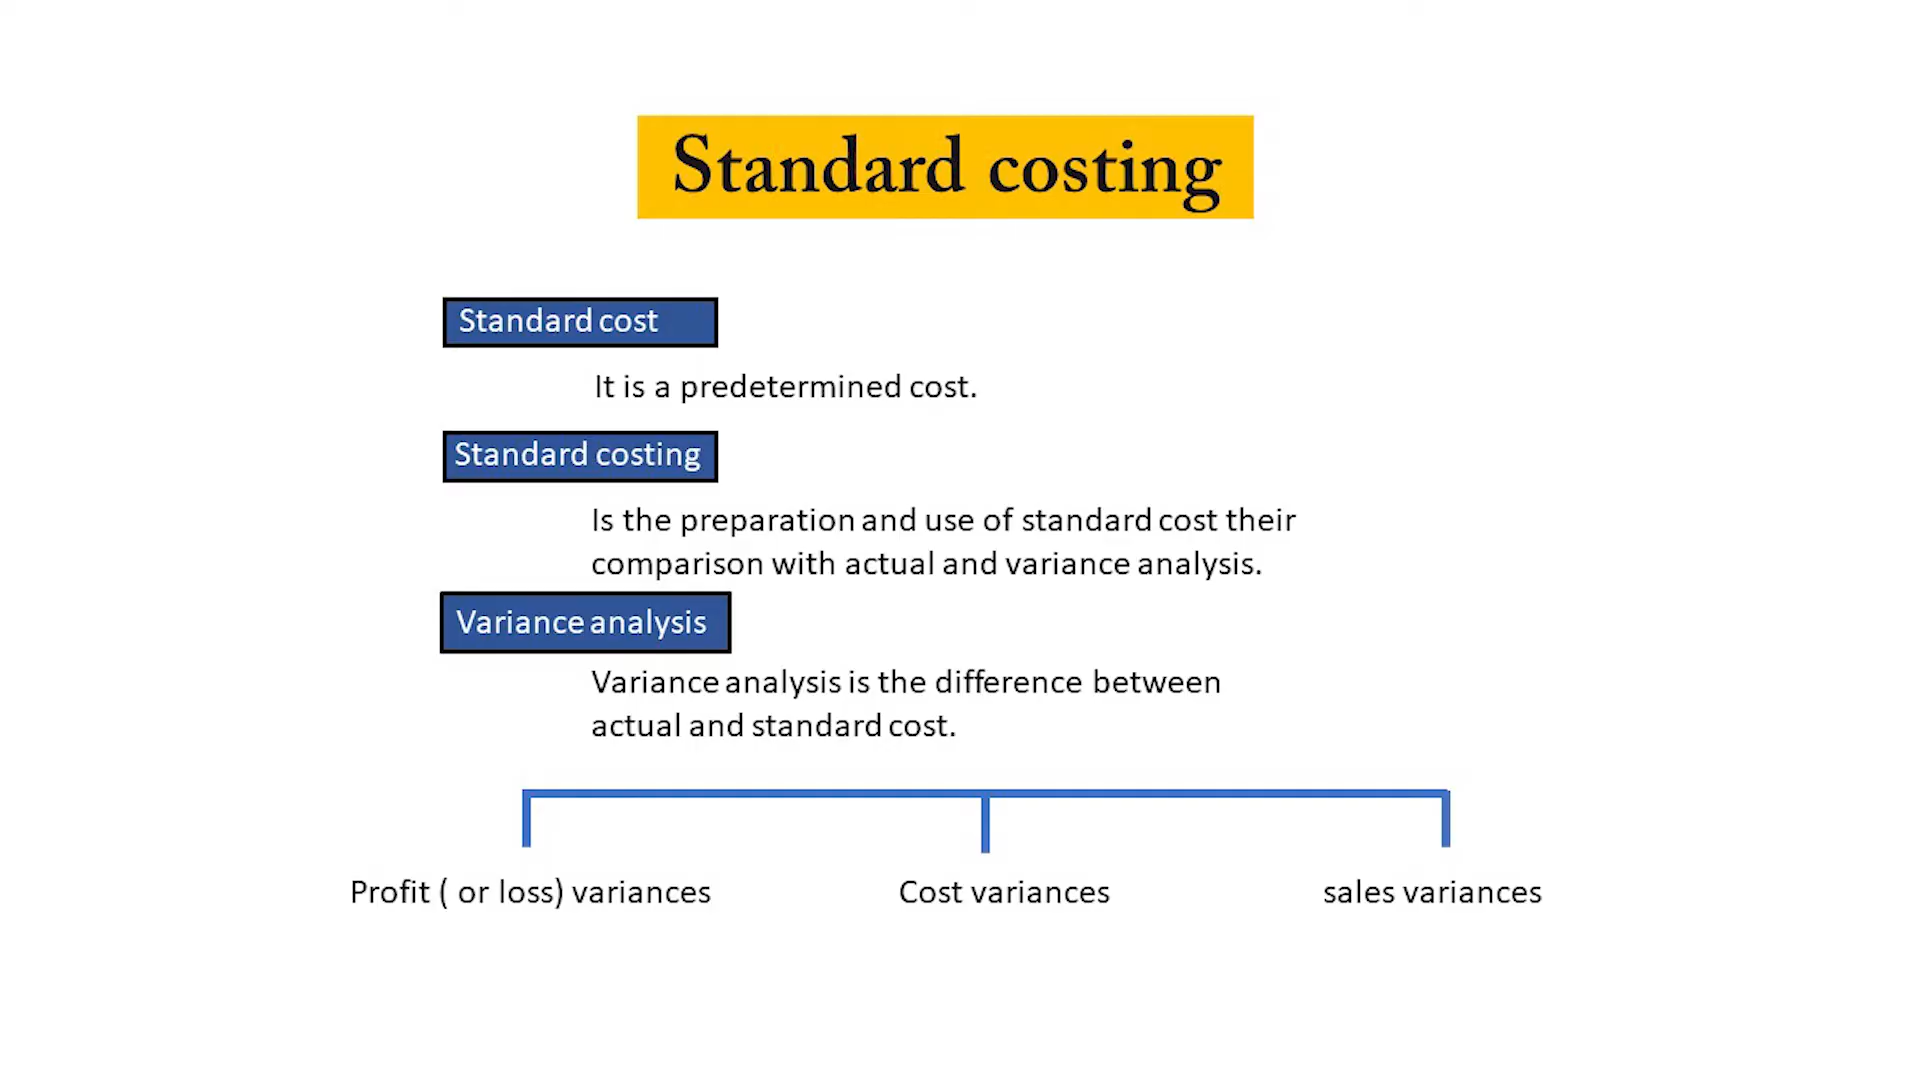 Standard costing
Standard cost
It is a predetermined cost.
Standard costing
Is the preparation and use of standard cost their
comparison with actual and variance analysis.
Variance analysis
Variance analysis is the difference between
actual and standard cost.
Profit ( or loss) variances
Cost variances
sales variances